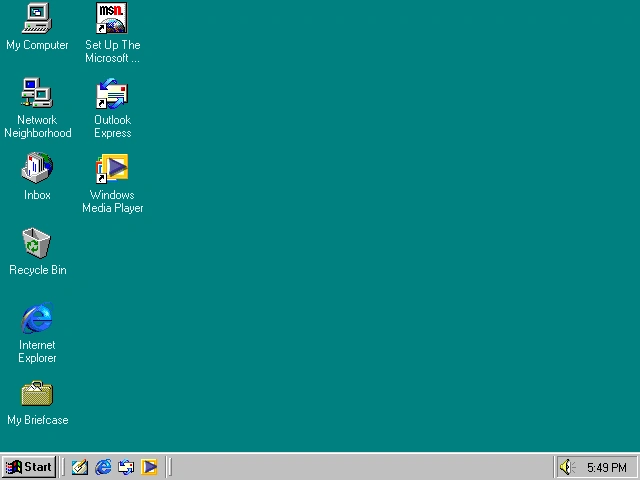 My Computer
msn.
Set Up The
Microsoft ...
Network
Neighborhood
Outlook
Express
Inbox
Windows
Media Player
Recycle Bin
Internet
Explorer
My Briefcase
Start
5:49 PM